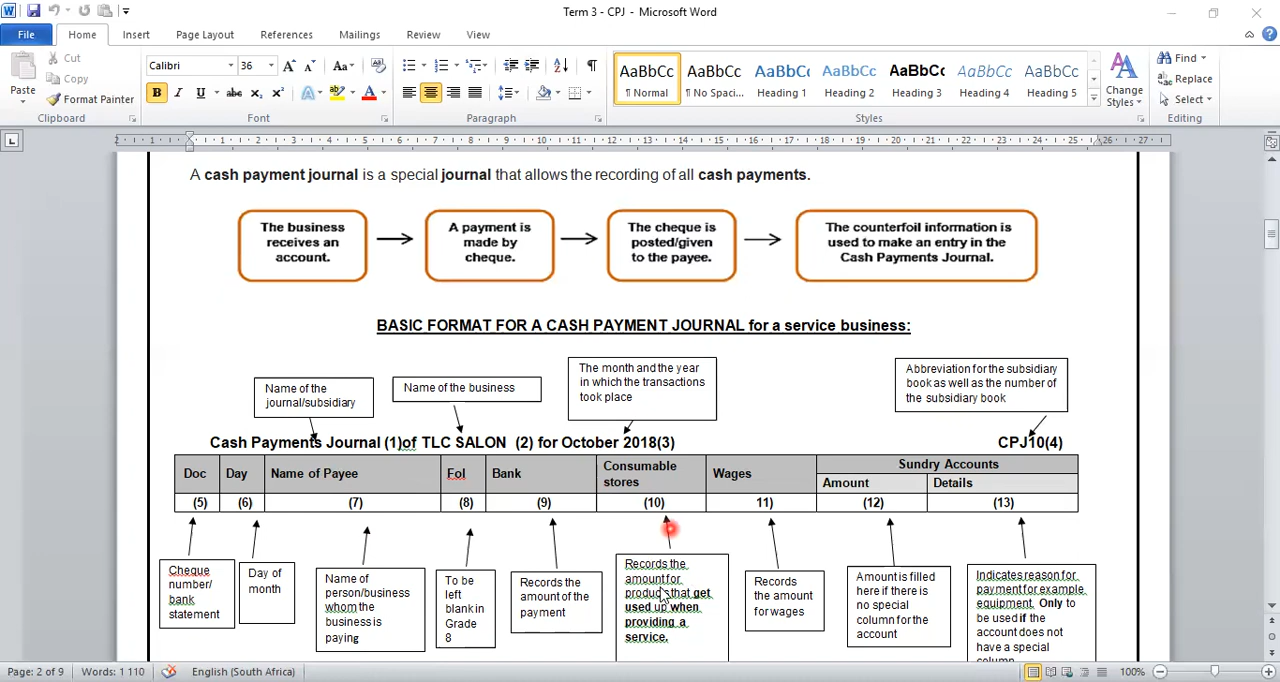 Term 3 - CPJ - Microsoft Word
File Home Insert Page Layout References Mailings Review View
Cut
Copy
Format Painter
Paste
Clipboard
Calibri 36
Font
Paragraph
AaBbCc AaBbCc AaBbCc AaBbCc AaBbCc AaBbCc AaBbCc
¶ Normal ¶ No Spaci... Heading 1 Heading 2 Heading 3 Heading 4 Heading 5
Styles
Change
Styles
Find
Replace
Select
Editing
A cash payment journal is a special journal that allows the recording of all cash payments.
The business
receives an
account.
A payment is
made by
cheque.
The cheque is
posted/given
to the payee.
The counterfoil information is
used to make an entry in the
Cash Payments Journal.
BASIC FORMAT FOR A CASH PAYMENT JOURNAL for a service business:
Name of the
journal/subsidiary
Name of the business
The month and the year
in which the transactions
took place
Abbreviation for the subsidiary
book as well as the number of
the subsidiary book
Cash Payments Journal (1)of TLC SALON (2) for October 2018(3) CPJ10(4)
Doc Day Name of Payee Fol Bank Consumable stores Wages Sundry Accounts
Amount Details
(5) (6) (7) (8) (9) (10) 11) (12) (13)
Cheque
number/
bank
statement
Day of
month
Name of
person/business
whom the
business is
paying
To be
left
blank in
Grade
8
Records the
amount of the
payment
Records the
amount for
products that get
used up when
providing a
service.
Records
the amount
for wages
Amount is filled
here if there is
no special
column for the
account
Indicates reason for
payment for example
equipment. Only to
be used if the
account does not
have a special
column
Page: 2 of 9 Words: 1 110 English (South Africa) 100%